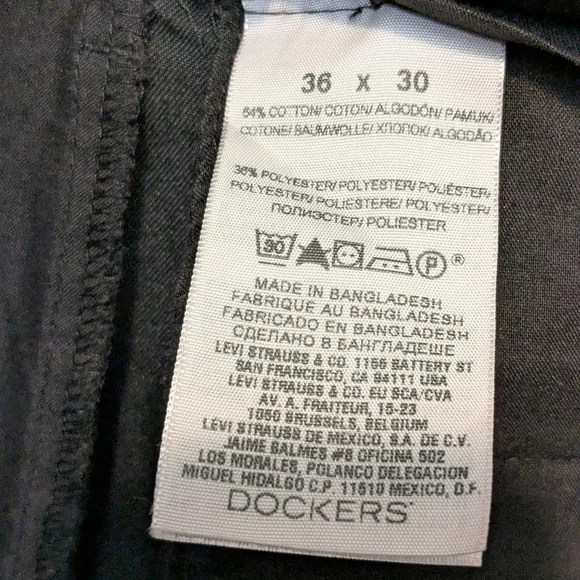 36 x 30
64% COTTON/ COTON/ ALGODÓN/ PAMUK/
COTONE/ BAUMWOLLE/ ХЛОПОК/ ALGODÃO
36% POLYESTER/ POLYESTER/ POLIÉSTER/
POLYESTER/ POLIESTERE/ POLYESTER/
ПОЛИЭСТЕР/ POLIESTER
30 P ®
MADE IN BANGLADESH
FABRIQUE AU BANGLADESH
FABRICADO EN BANGLADESH
СДЕЛАНО В БАНГЛАДЕШЕ
LEVI STRAUSS & CO. 1155 BATTERY ST
SAN FRANCISCO, CA 94111 USA
LEVI STRAUSS & CO. EU SCA/CVA
AV. A. FRAITEUR, 15-23
1050 BRUSSELS, BELGIUM
LEVI STRAUSS DE MEXICO, S.A. DE C.V.
JAIME BALMES #8 OFICINA 502
LOS MORALES, POLANCO DELEGACION
MIGUEL HIDALGO C.P. 11510 MEXICO, D.F.
DOCKERS